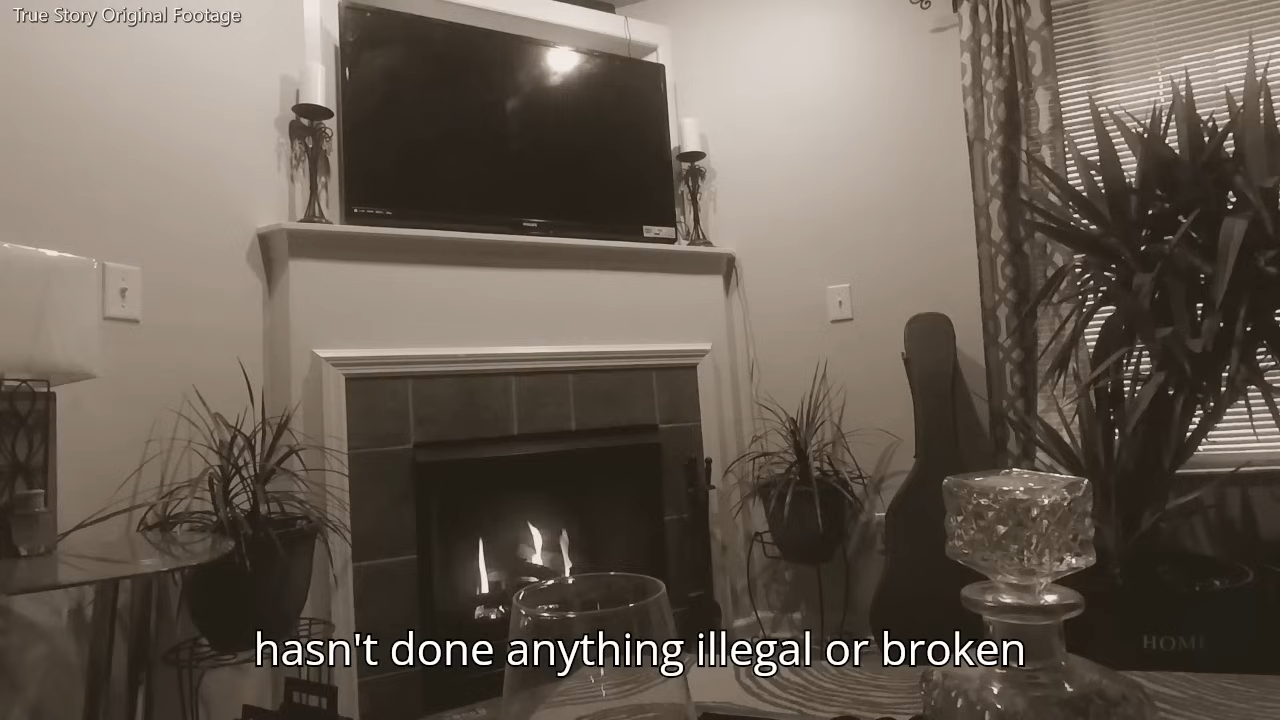 True Story Original Footage
HOME
hasn't done anything illegal or broken